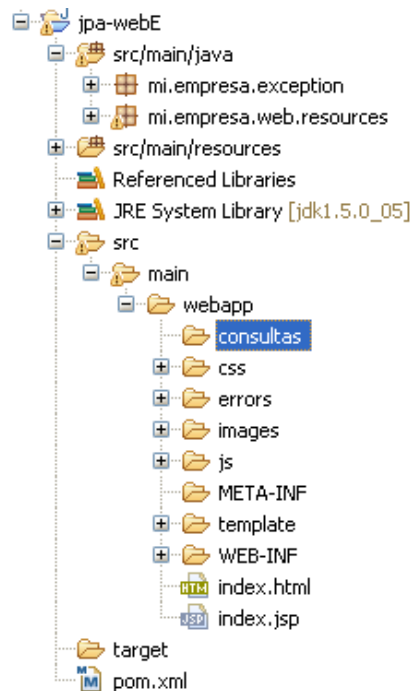 jpa-webE
src/main/java
mi.empresa.exception
mi.empresa.web.resources
src/main/resources
Referenced Libraries
JRE System Library [jdk1.5.0_05]
src
main
webapp
consultas
css
errors
images
js
META-INF
template
WEB-INF
index.html
index.jsp
target
pom.xml